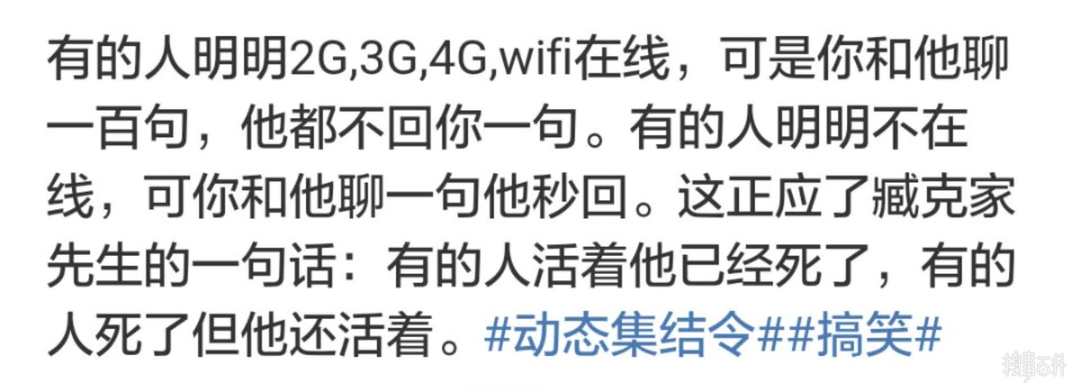 有的人明明2G,3G,4G,wifi在线，可是你和他聊
一百句，他都不回你一句。有的人明明不在
线，可你和他聊一句他秒回。这正应了臧克家
先生的一句话：有的人活着他已经死了，有的
人死了但他还活着。#动态集结令##搞笑#